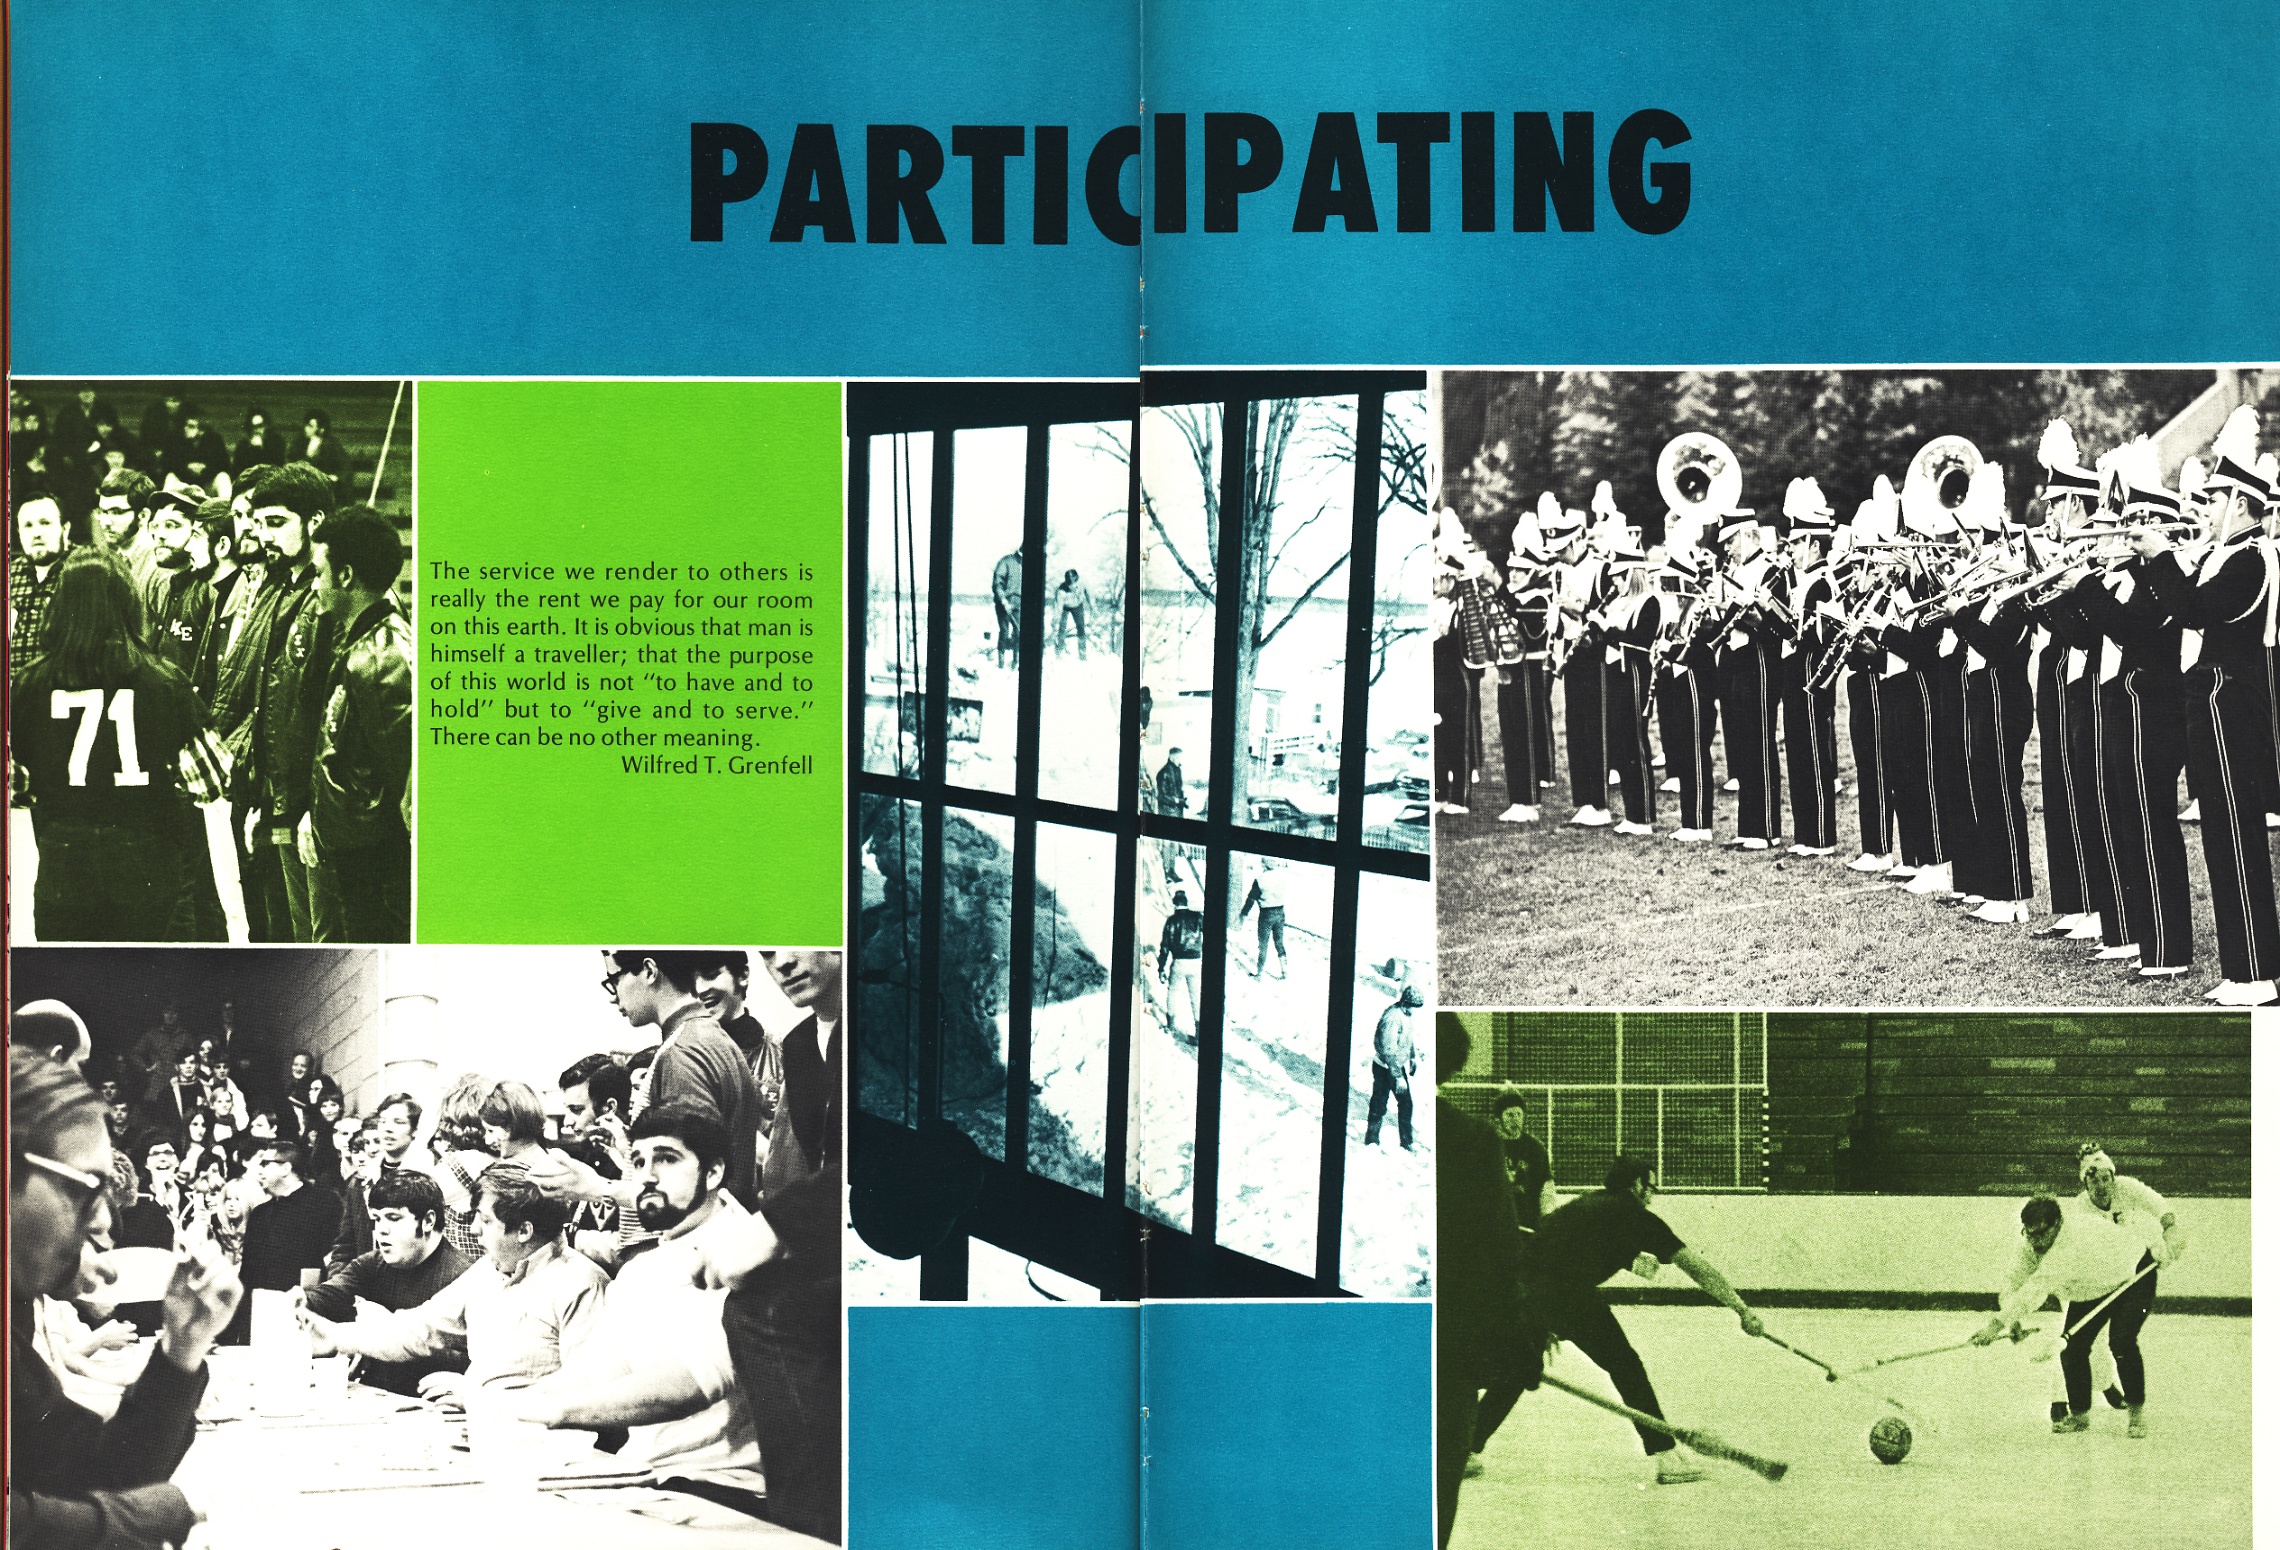 PARTICIPATING
The service we render to others is
really the rent we pay for our room
on this earth. It is obvious that man is
himself a traveller; that the purpose
of this world is not “to have and to
hold” but to “give and to serve.”
There can be no other meaning.
Wilfred T. Grenfell
KE
ΣX
71